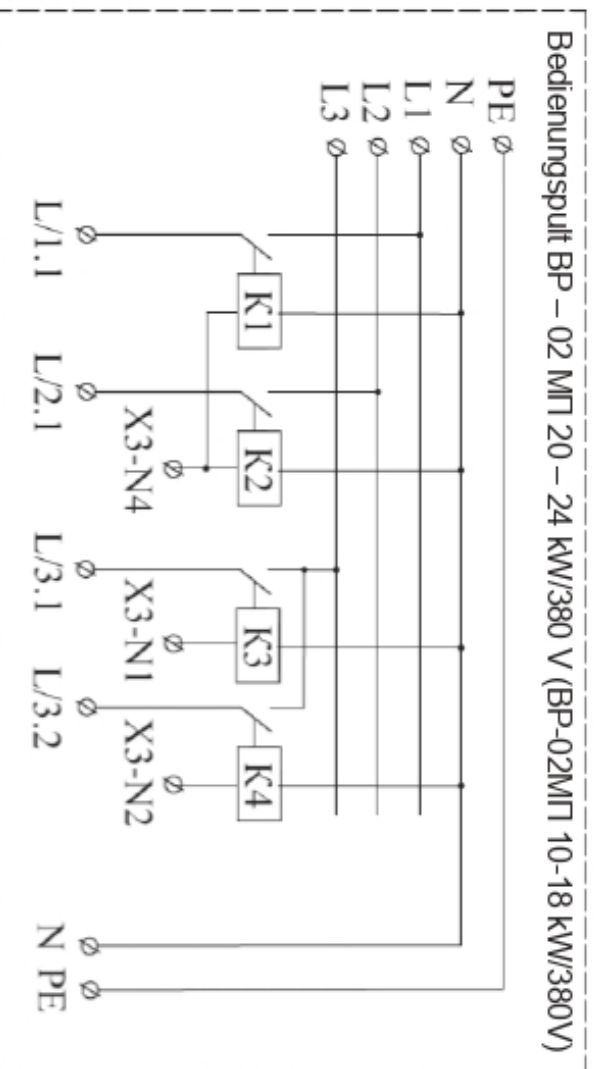 Bedienungspult BP – 02 МП 20 – 24 kW/380 V (BP-02МП 10-18 kW/380V)
PE
N
L1
L2
L3
K1
K2
K3
K4
X3-N4
X3-N1
X3-N2
L/1.1
L/2.1
L/3.1
L/3.2
N
PE